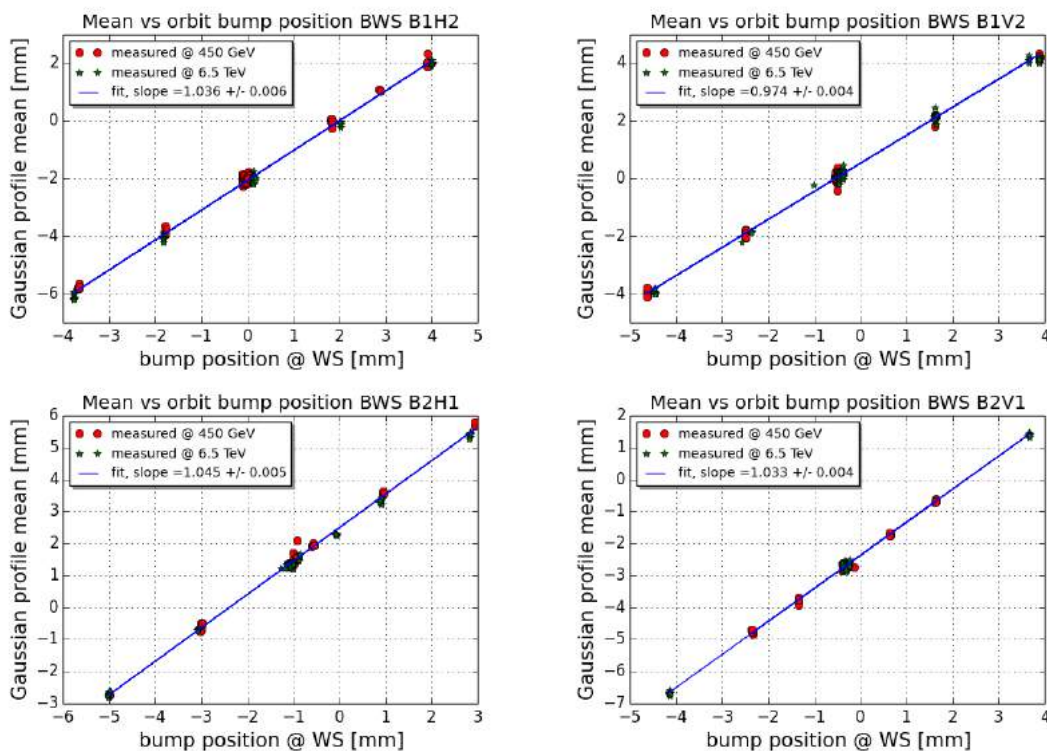 Mean vs orbit bump position BWS B1H2
measured @ 450 GeV
measured @ 6.5 TeV
fit, slope =1.036 +/- 0.006
Gaussian profile mean [mm]
2
0
−2
−4
−6
−4 −3 −2 −1 0 1 2 3 4 5
bump position @ WS [mm]
Mean vs orbit bump position BWS B1V2
measured @ 450 GeV
measured @ 6.5 TeV
fit, slope =0.974 +/- 0.004
Gaussian profile mean [mm]
4
2
0
−2
−4
−5 −4 −3 −2 −1 0 1 2 3 4
bump position @ WS [mm]
Mean vs orbit bump position BWS B2H1
measured @ 450 GeV
measured @ 6.5 TeV
fit, slope =1.045 +/- 0.005
Gaussian profile mean [mm]
6
5
4
3
2
1
0
−1
−2
−3
−6 −5 −4 −3 −2 −1 0 1 2 3
bump position @ WS [mm]
Mean vs orbit bump position BWS B2V1
measured @ 450 GeV
measured @ 6.5 TeV
fit, slope =1.033 +/- 0.004
Gaussian profile mean [mm]
2
1
0
−1
−2
−3
−4
−5
−6
−7
−5 −4 −3 −2 −1 0 1 2 3 4
bump position @ WS [mm]